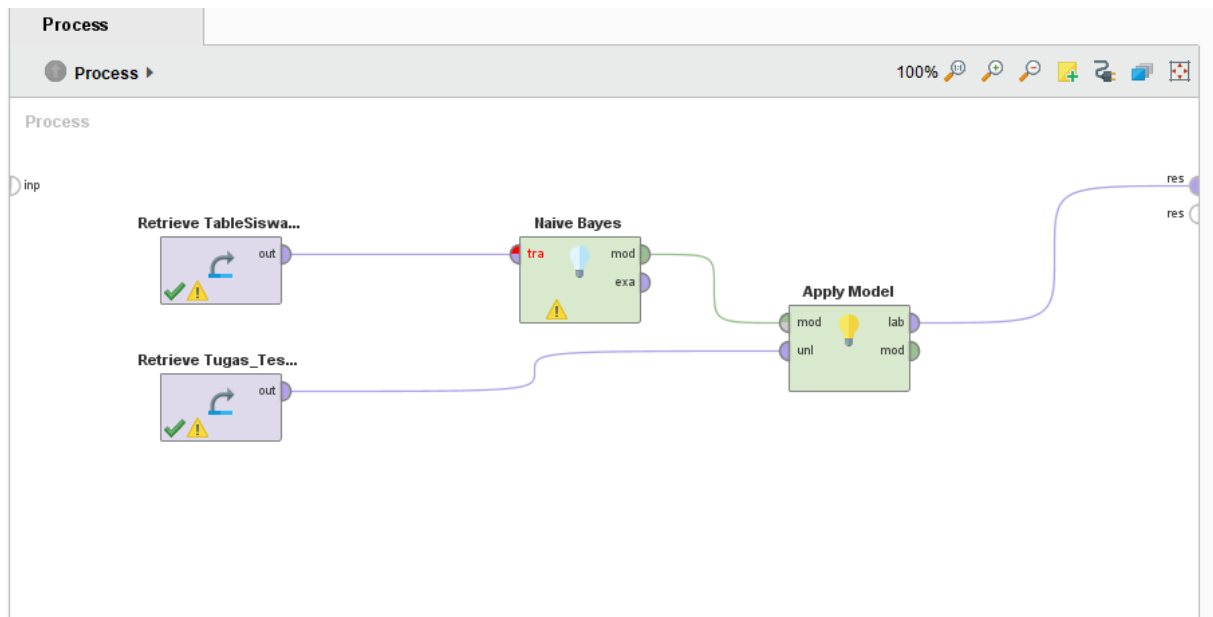 Process
Process
100%
Process
inp
res
res
Retrieve TableSiswa...
out
Naive Bayes
tra
mod
exa
Apply Model
mod
lab
unl
mod
Retrieve Tugas_Tes...
out